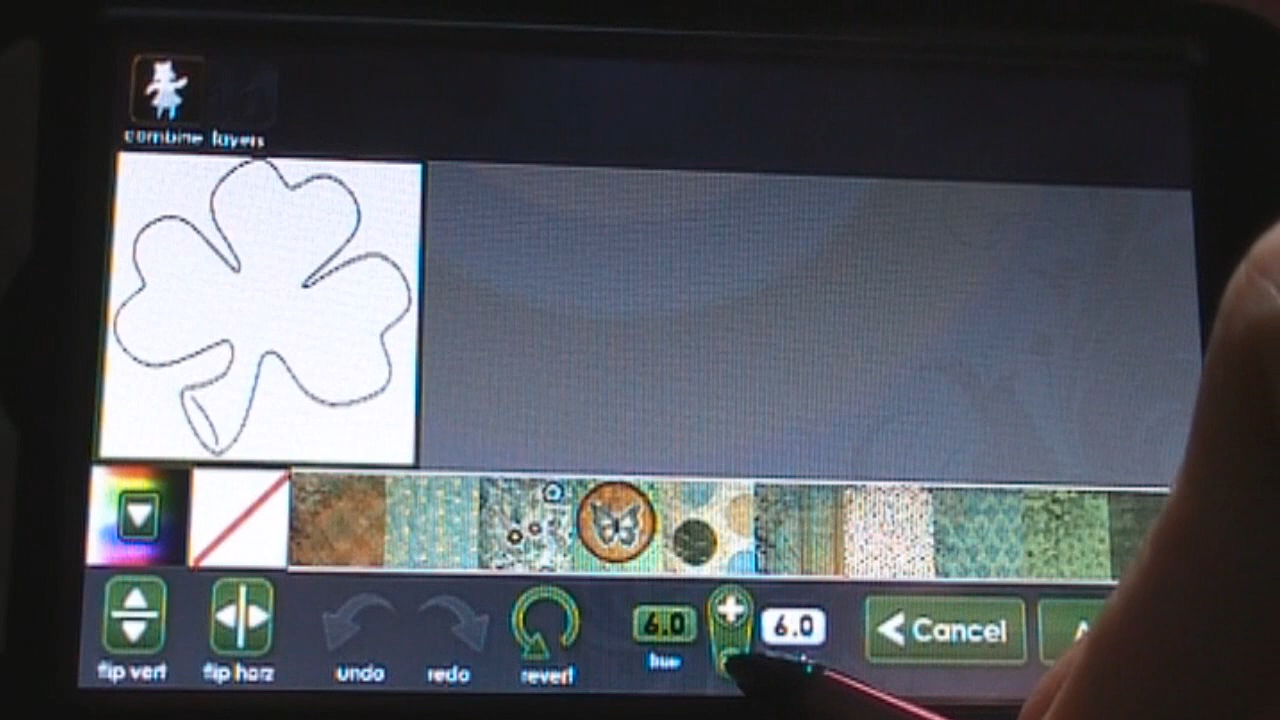 combine layers
6.0 6.0
Cancel
flip vert flip horz undo redo revert hue